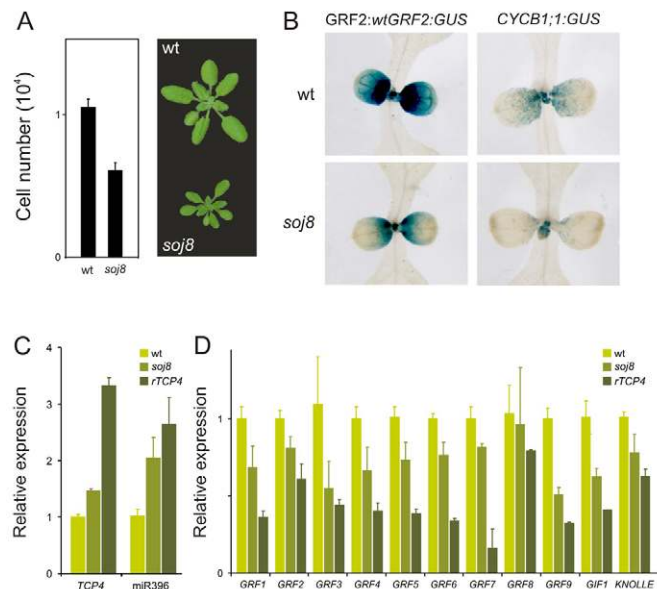 A
Cell number (10⁴)
1
0
wt
soj8
wt
soj8
B
GRF2:wtGRF2:GUS
CYCB1;1:GUS
wt
soj8
C
Relative expression
4
3
2
1
0
wt
soj8
rTCP4
TCP4
miR396
D
Relative expression
1
0
wt
soj8
rTCP4
GRF1
GRF2
GRF3
GRF4
GRF5
GRF6
GRF7
GRF8
GRF9
GIF1
KNOLLE